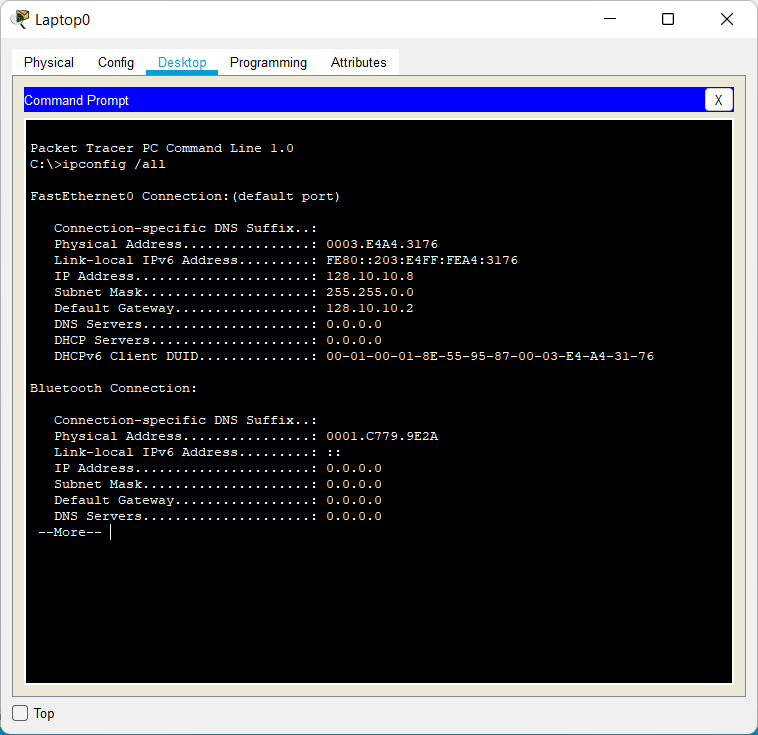 Laptop0
Physical Config Desktop Programming Attributes
Command Prompt X
Packet Tracer PC Command Line 1.0
C:\>ipconfig /all
FastEthernet0 Connection:(default port)
Connection-specific DNS Suffix..:
Physical Address................: 0003.E4A4.3176
Link-local IPv6 Address.........: FE80::203:E4FF:FEA4:3176
IP Address......................: 128.10.10.8
Subnet Mask.....................: 255.255.0.0
Default Gateway.................: 128.10.10.2
DNS Servers.....................: 0.0.0.0
DHCP Servers....................: 0.0.0.0
DHCPv6 Client DUID..............: 00-01-00-01-8E-55-95-87-00-03-E4-A4-31-76
Bluetooth Connection:
Connection-specific DNS Suffix..:
Physical Address................: 0001.C779.9E2A
Link-local IPv6 Address.........: ::
IP Address......................: 0.0.0.0
Subnet Mask.....................: 0.0.0.0
Default Gateway.................: 0.0.0.0
DNS Servers.....................: 0.0.0.0
--More--
Top